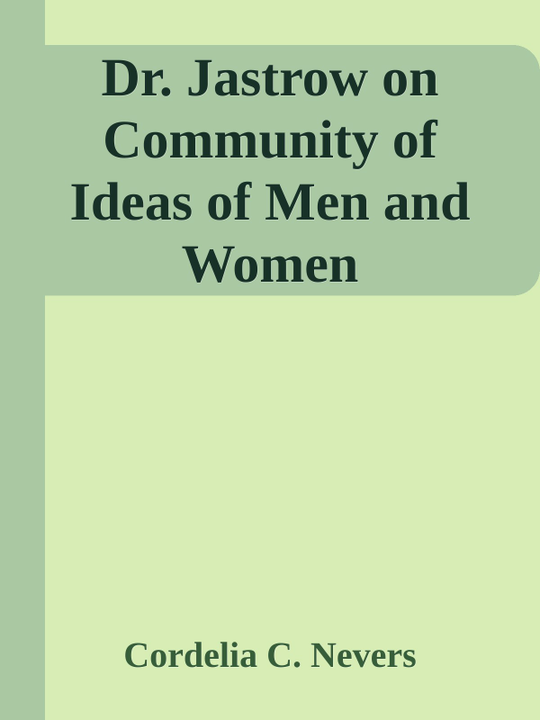 Dr. Jastrow on
Community of
Ideas of Men and
Women
Cordelia C. Nevers